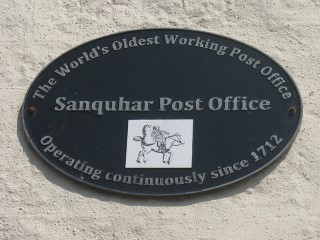 The World's Oldest Working Post Office
Sanquhar Post Office
Operating continuously since 1712